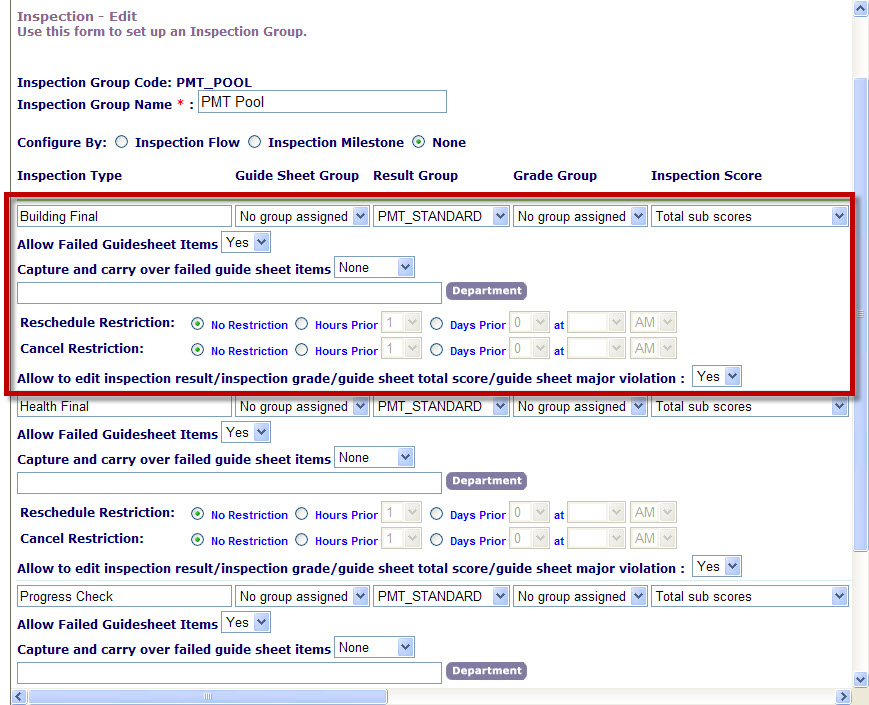 Inspection - Edit
Use this form to set up an Inspection Group.
Inspection Group Code: PMT_POOL
Inspection Group Name * : PMT Pool
Configure By: Inspection Flow Inspection Milestone None
Inspection Type Guide Sheet Group Result Group Grade Group Inspection Score
Building Final No group assigned PMT_STANDARD No group assigned Total sub scores
Allow Failed Guidesheet Items Yes
Capture and carry over failed guide sheet items None
Department
Reschedule Restriction: No Restriction Hours Prior 1 Days Prior 0 at AM
Cancel Restriction: No Restriction Hours Prior 1 Days Prior 0 at AM
Allow to edit inspection result/inspection grade/guide sheet total score/guide sheet major violation : Yes
Health Final No group assigned PMT_STANDARD No group assigned Total sub scores
Allow Failed Guidesheet Items Yes
Capture and carry over failed guide sheet items None
Department
Reschedule Restriction: No Restriction Hours Prior 1 Days Prior 0 at AM
Cancel Restriction: No Restriction Hours Prior 1 Days Prior 0 at AM
Allow to edit inspection result/inspection grade/guide sheet total score/guide sheet major violation : Yes
Progress Check No group assigned PMT_STANDARD No group assigned Total sub scores
Allow Failed Guidesheet Items Yes
Capture and carry over failed guide sheet items None
Department